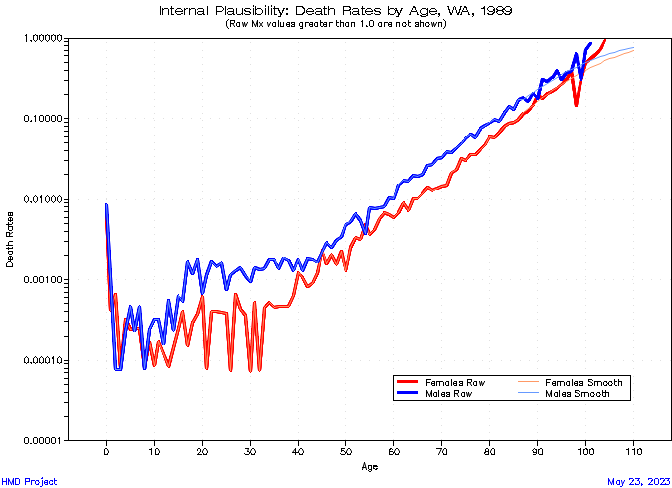 Internal Plausibility: Death Rates by Age, WA, 1989
(Raw Mx values greater than 1.0 are not shown)
1.00000
0.10000
0.01000
0.00100
0.00010
0.00001
Death Rates
Females Raw
Females Smooth
Males Raw
Males Smooth
0 10 20 30 40 50 60 70 80 90 100 110
Age
HMD Project
May 23, 2023